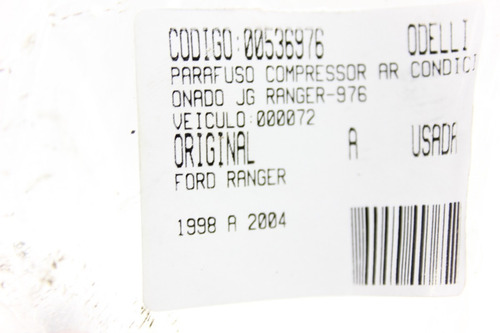 CODIGO:00536976 ODELLI
PARAFUSO COMPRESSOR AR CONDICI
ONADO JG RANGER-976
VEICULO:000072
ORIGINAL A USADA
FORD RANGER
1998 A 2004